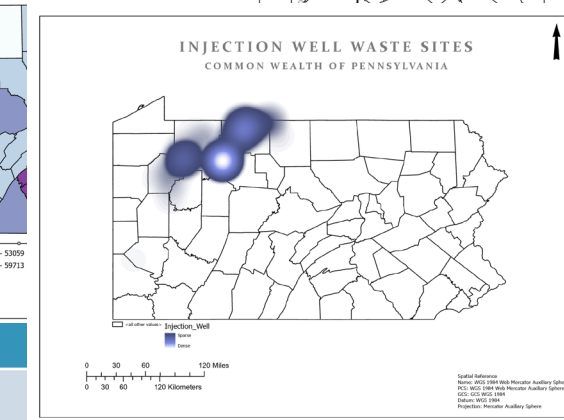 INJECTION WELL WASTE SITES
COMMON WEALTH OF PENNSYLVANIA
- 53059
- 59713
<all other values> Injection_Well
Sparse
Dense
0 30 60 120 Miles
0 30 60 120 Kilometers
Spatial Reference
Name: WGS 1984 Web Mercator Auxiliary Sphe
PCS: WGS 1984 Web Mercator Auxiliary Sphere
GCS: GCS WGS 1984
Datum: WGS 1984
Projection: Mercator Auxiliary Sphere